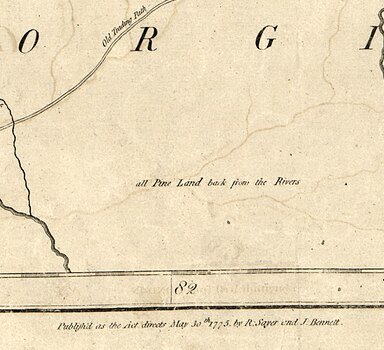 Old Trading Path
O R G I
all Pine Land back from the Rivers
82
Publish'd as the Act directs May 30th 1775. by R. Sayer and J. Bennett.